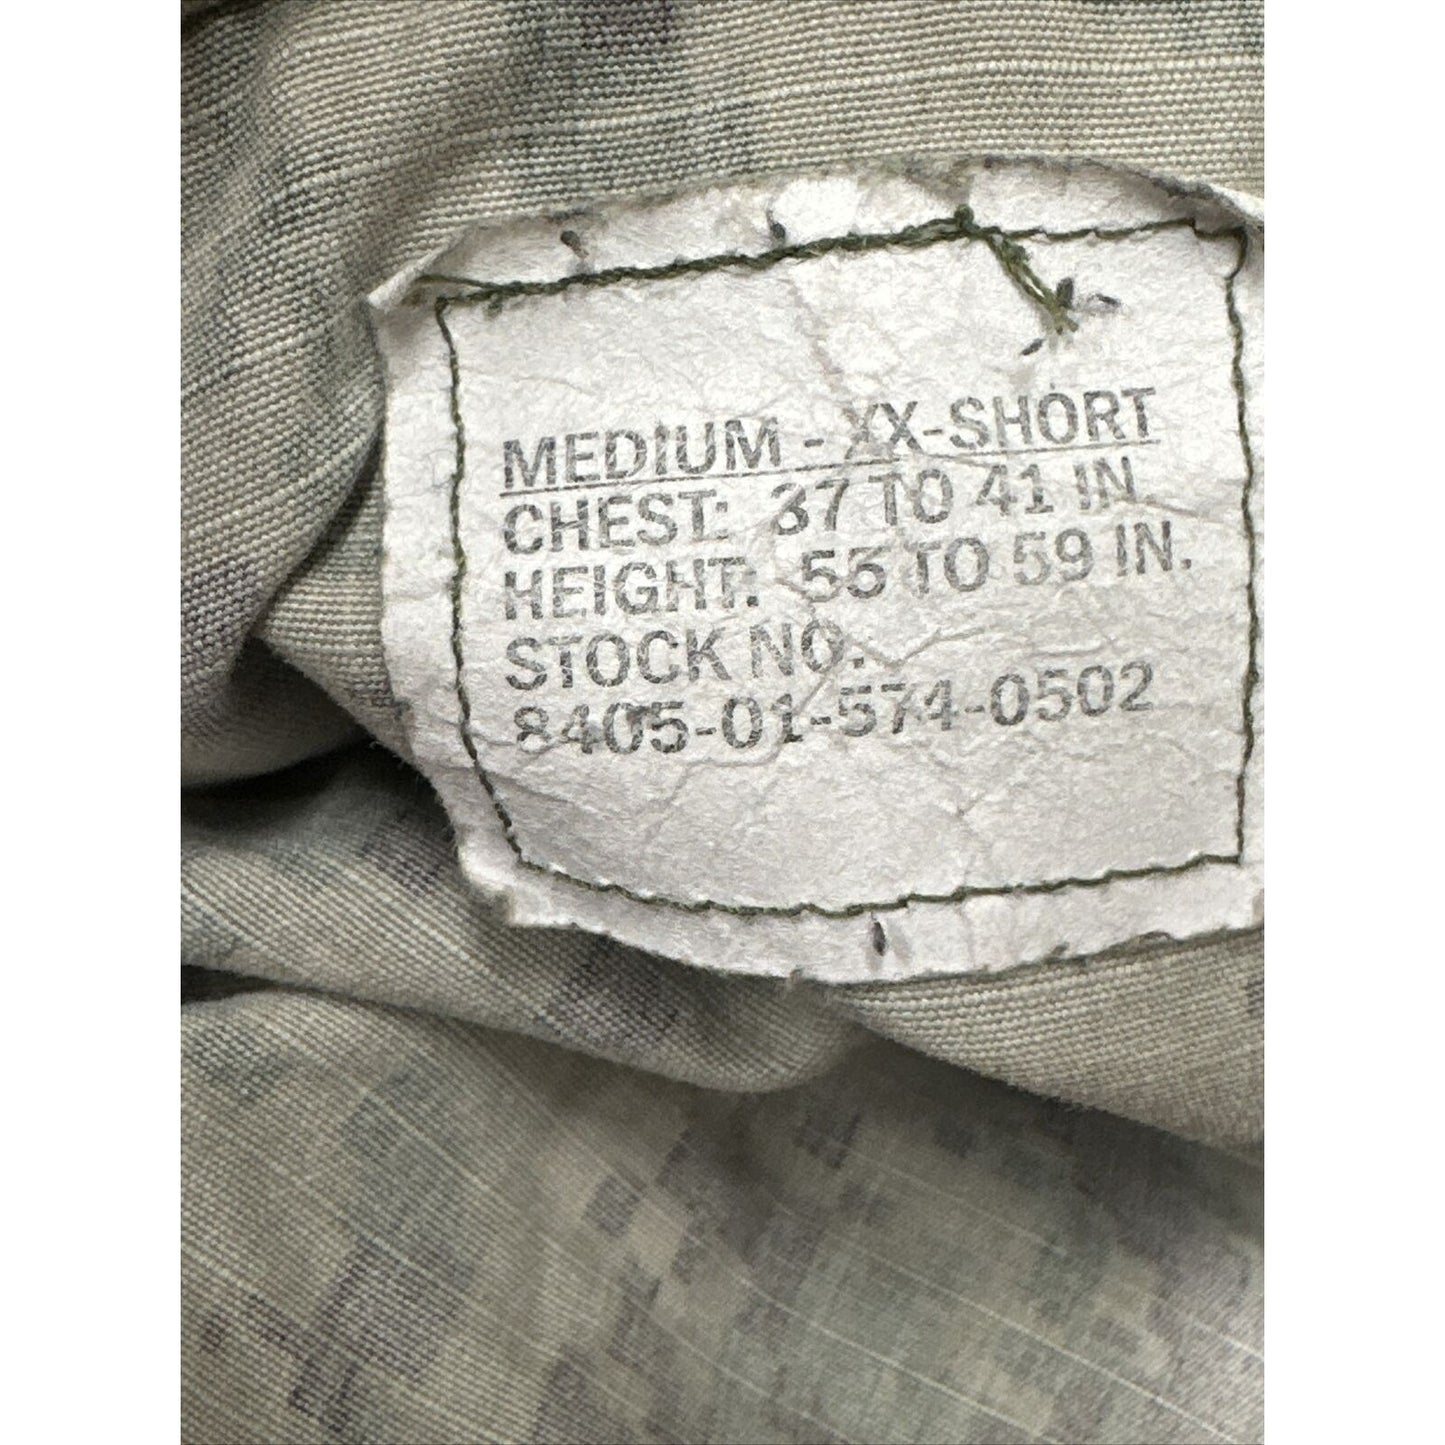 MEDIUM - XX-SHORT
CHEST: 37 TO 41 IN.
HEIGHT: 55 TO 59 IN.
STOCK NO.
8405-01-574-0502